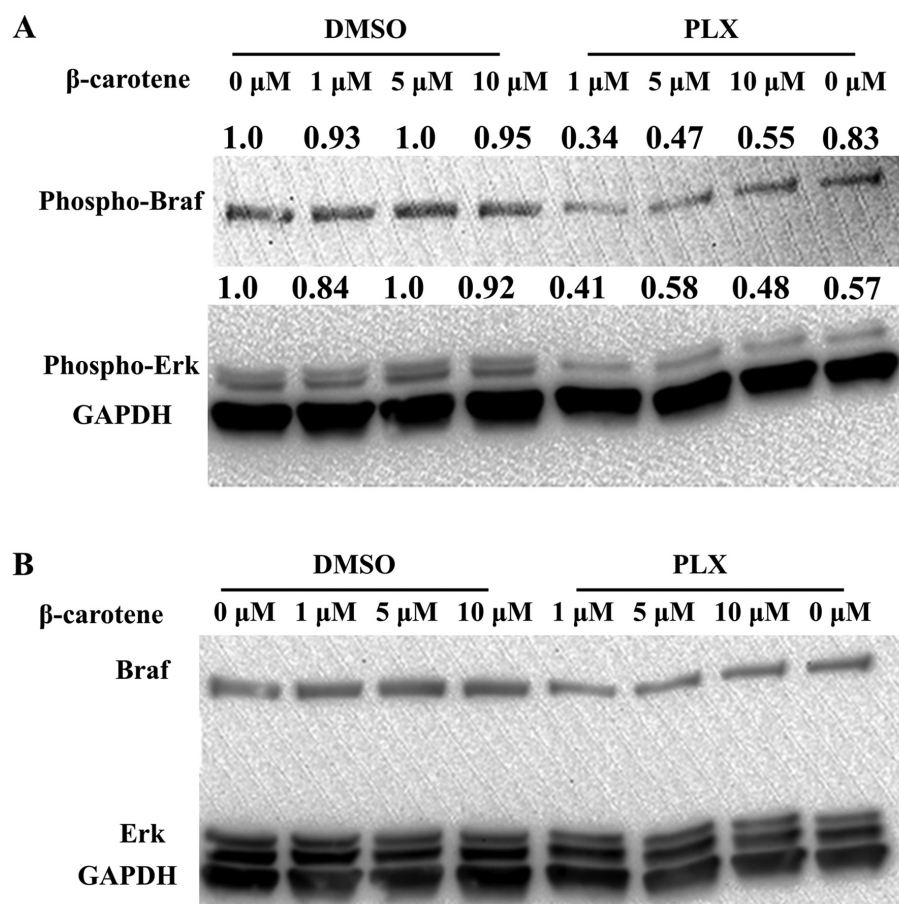 A
DMSO PLX
β-carotene 0 μM 1 μM 5 μM 10 μM 1 μM 5 μM 10 μM 0 μM
1.0 0.93 1.0 0.95 0.34 0.47 0.55 0.83
Phospho-Braf
1.0 0.84 1.0 0.92 0.41 0.58 0.48 0.57
Phospho-Erk
GAPDH
B
DMSO PLX
β-carotene 0 μM 1 μM 5 μM 10 μM 1 μM 5 μM 10 μM 0 μM
Braf
Erk
GAPDH